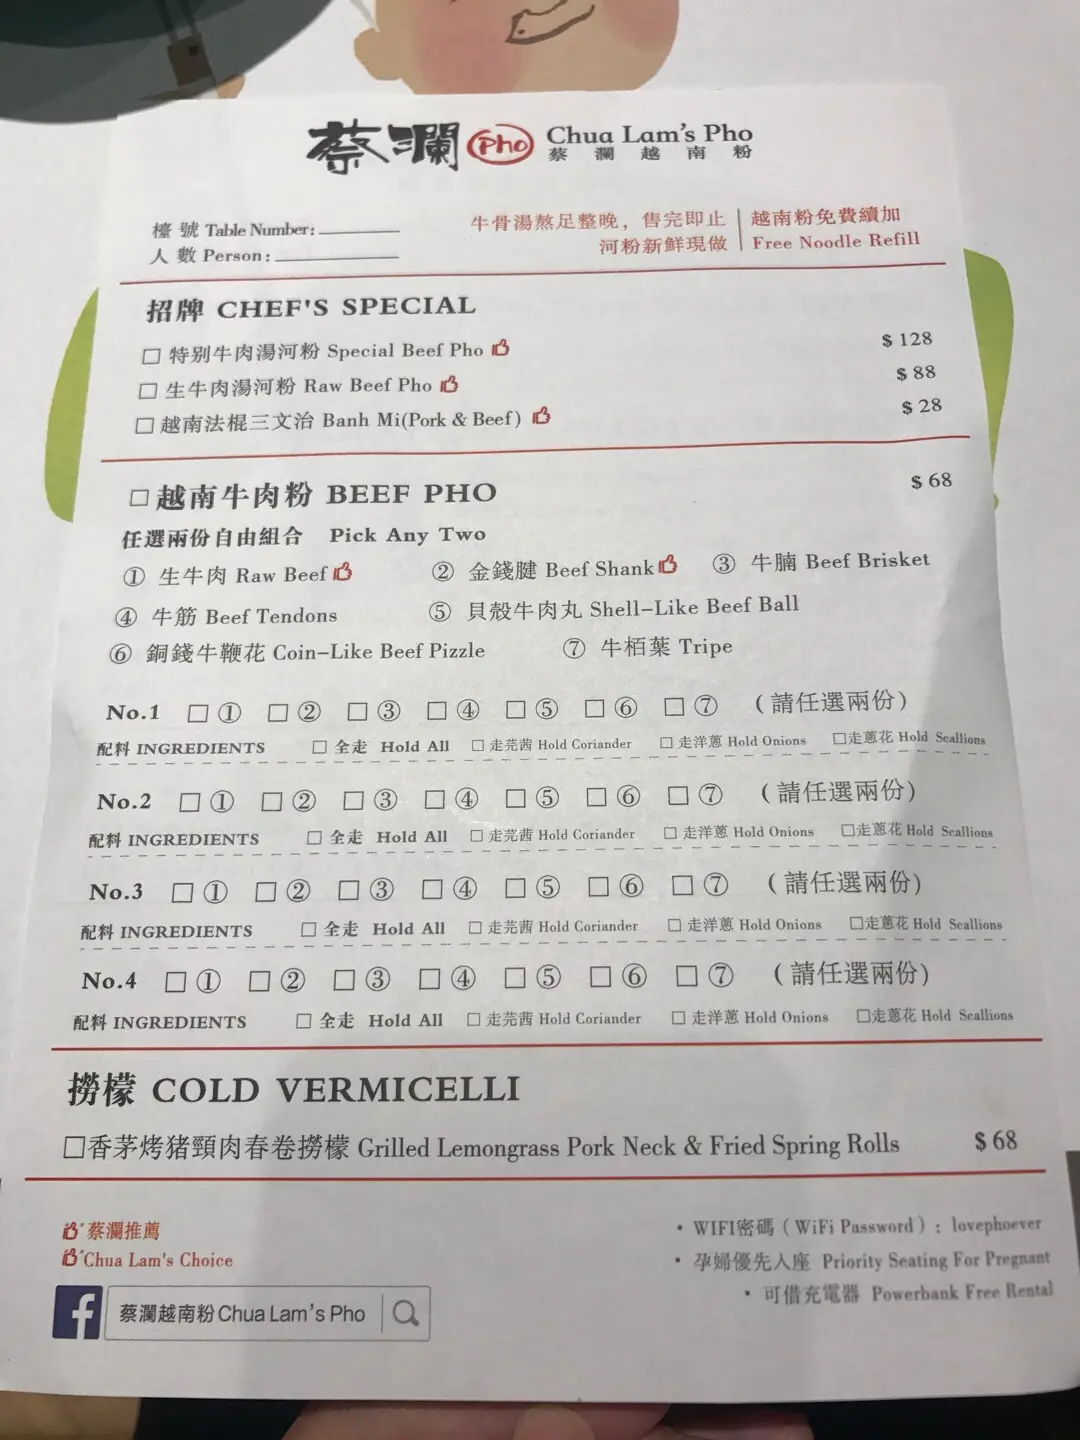 蔡瀾 Pho Chua Lam's Pho
蔡瀾越南粉
檯號 Table Number:
人數 Person:
牛骨湯熬足整晚，售完即止
河粉新鮮現做
越南粉免費續加
Free Noodle Refill
招牌 CHEF'S SPECIAL
□ 特別牛肉湯河粉 Special Beef Pho $ 128
□ 生牛肉湯河粉 Raw Beef Pho $ 88
□ 越南法棍三文治 Banh Mi(Pork & Beef) $ 28
□ 越南牛肉粉 BEEF PHO $ 68
任選兩份自由組合 Pick Any Two
① 生牛肉 Raw Beef ② 金錢腱 Beef Shank ③ 牛腩 Beef Brisket
④ 牛筋 Beef Tendons ⑤ 貝殼牛肉丸 Shell-Like Beef Ball
⑥ 銅錢牛鞭花 Coin-Like Beef Pizzle ⑦ 牛栢葉 Tripe
No.1 □ ① □ ② □ ③ □ ④ □ ⑤ □ ⑥ □ ⑦ (請任選兩份)
配料 INGREDIENTS □ 全走 Hold All □ 走芫茜 Hold Coriander □ 走洋蔥 Hold Onions □走蔥花 Hold Scallions
No.2 □ ① □ ② □ ③ □ ④ □ ⑤ □ ⑥ □ ⑦ (請任選兩份)
配料 INGREDIENTS □ 全走 Hold All □ 走芫茜 Hold Coriander □ 走洋蔥 Hold Onions □走蔥花 Hold Scallions
No.3 □ ① □ ② □ ③ □ ④ □ ⑤ □ ⑥ □ ⑦ (請任選兩份)
配料 INGREDIENTS □ 全走 Hold All □ 走芫茜 Hold Coriander □ 走洋蔥 Hold Onions □走蔥花 Hold Scallions
No.4 □ ① □ ② □ ③ □ ④ □ ⑤ □ ⑥ □ ⑦ (請任選兩份)
配料 INGREDIENTS □ 全走 Hold All □ 走芫茜 Hold Coriander □ 走洋蔥 Hold Onions □走蔥花 Hold Scallions
撈檬 COLD VERMICELLI
□香茅烤猪頸肉春卷撈檬 Grilled Lemongrass Pork Neck & Fried Spring Rolls $ 68
蔡瀾推薦
Chua Lam's Choice
f 蔡瀾越南粉Chua Lam's Pho
• WIFI密碼（WiFi Password）: lovephoever
• 孕婦優先入座 Priority Seating For Pregnant
• 可借充電器 Powerbank Free Rental